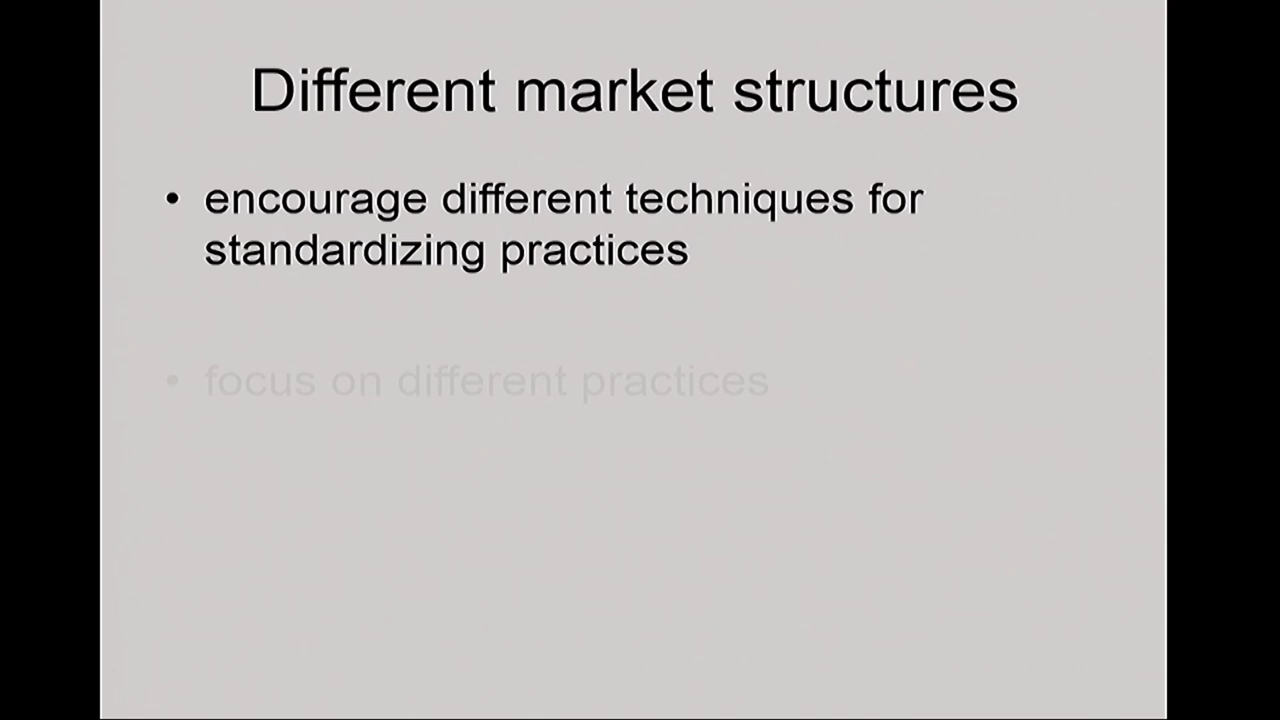 Different market structures
• encourage different techniques for
standardizing practices
• focus on different practices